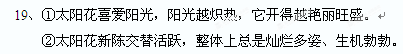 19、①太阳花喜爱阳光，阳光越炽热，它开得越艳丽旺盛。
②太阳花新陈交替活跃，整体上总是灿烂多姿、生机勃勃。